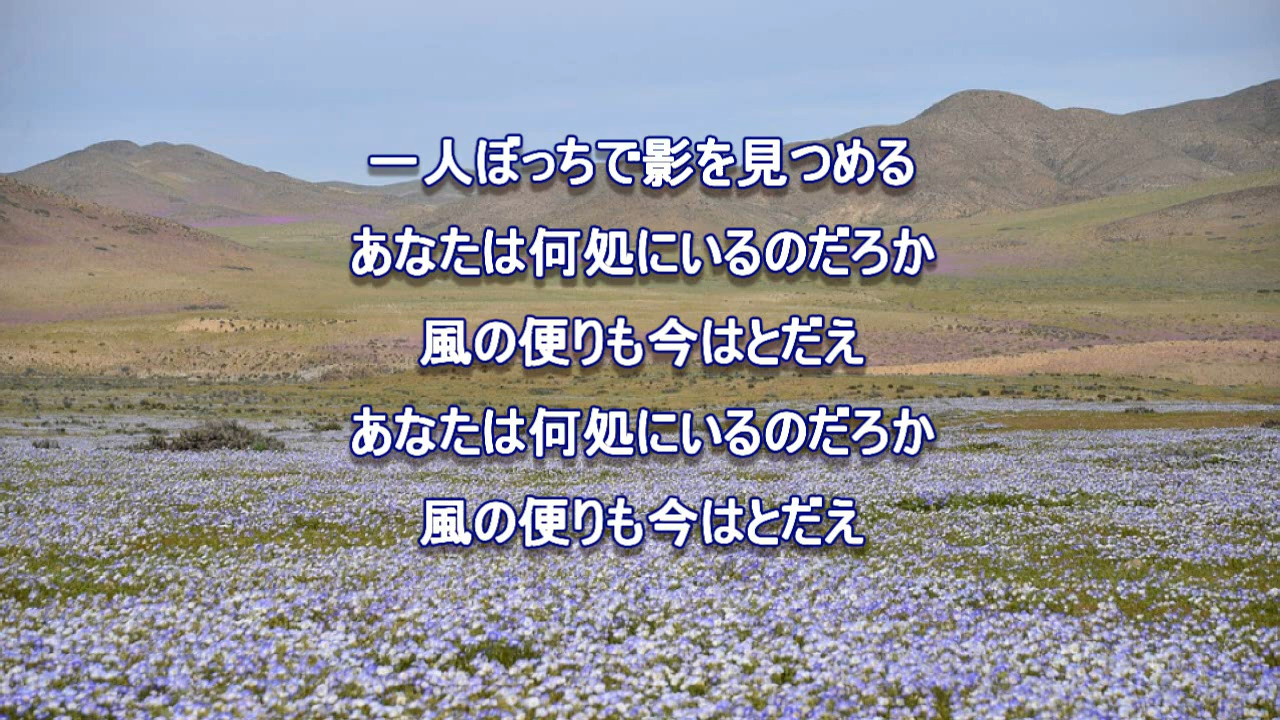 一人ぼっちで影を見つめる
あなたは何処にいるのだろか
風の便りも今はとだえ
あなたは何処にいるのだろか
風の便りも今はとだえ